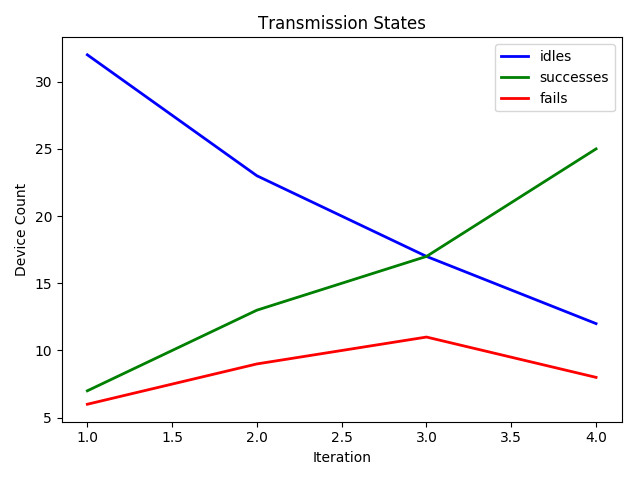 Transmission States
idles
successes
fails
Device Count
30
25
20
15
10
5
1.0 1.5 2.0 2.5 3.0 3.5 4.0
Iteration